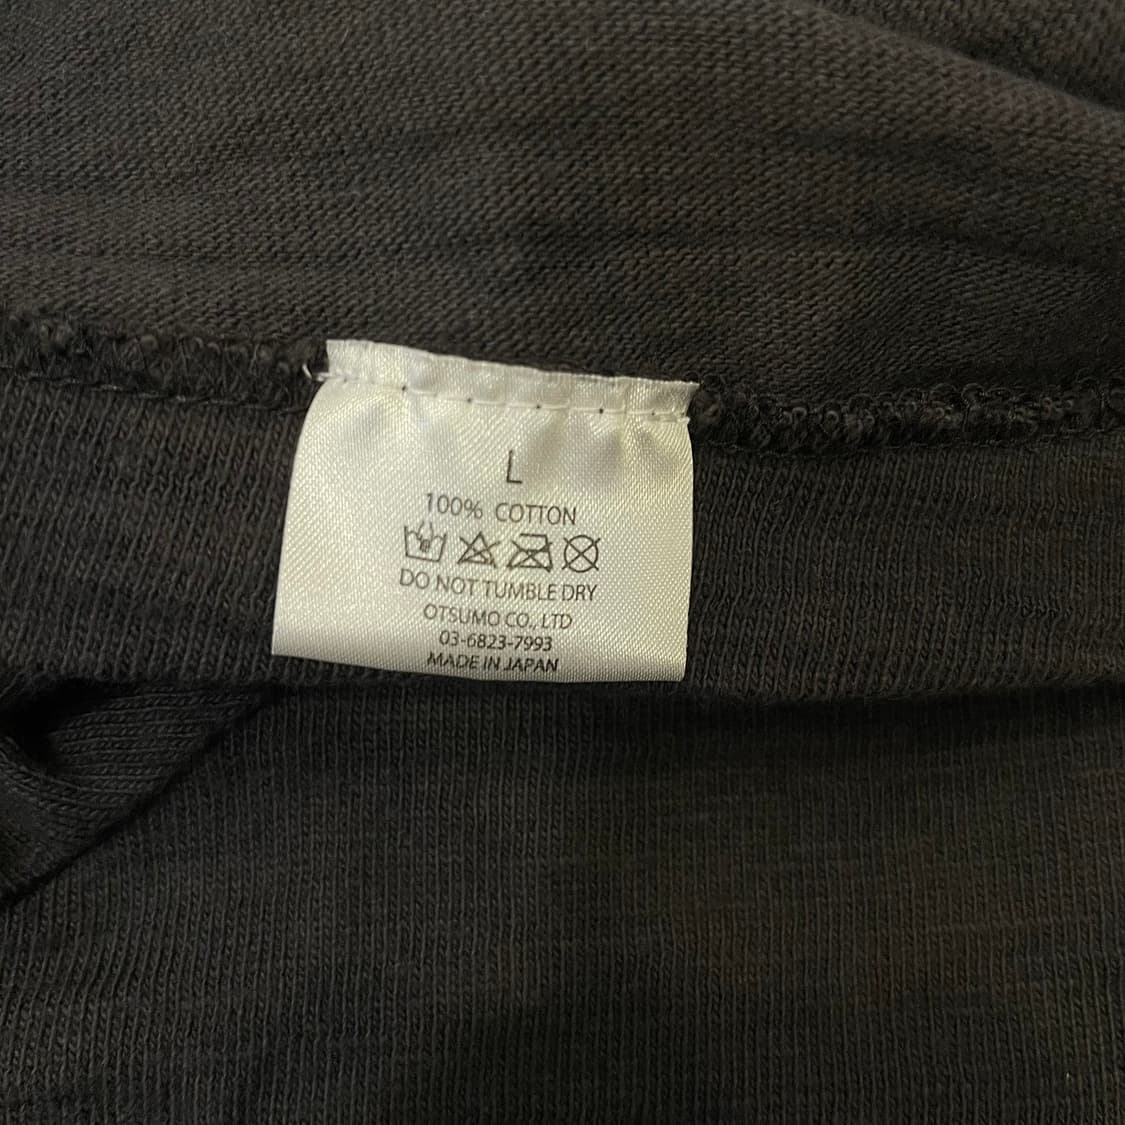 L
100% COTTON
DO NOT TUMBLE DRY
OTSUMO CO., LTD
03-6823-7993
MADE IN JAPAN